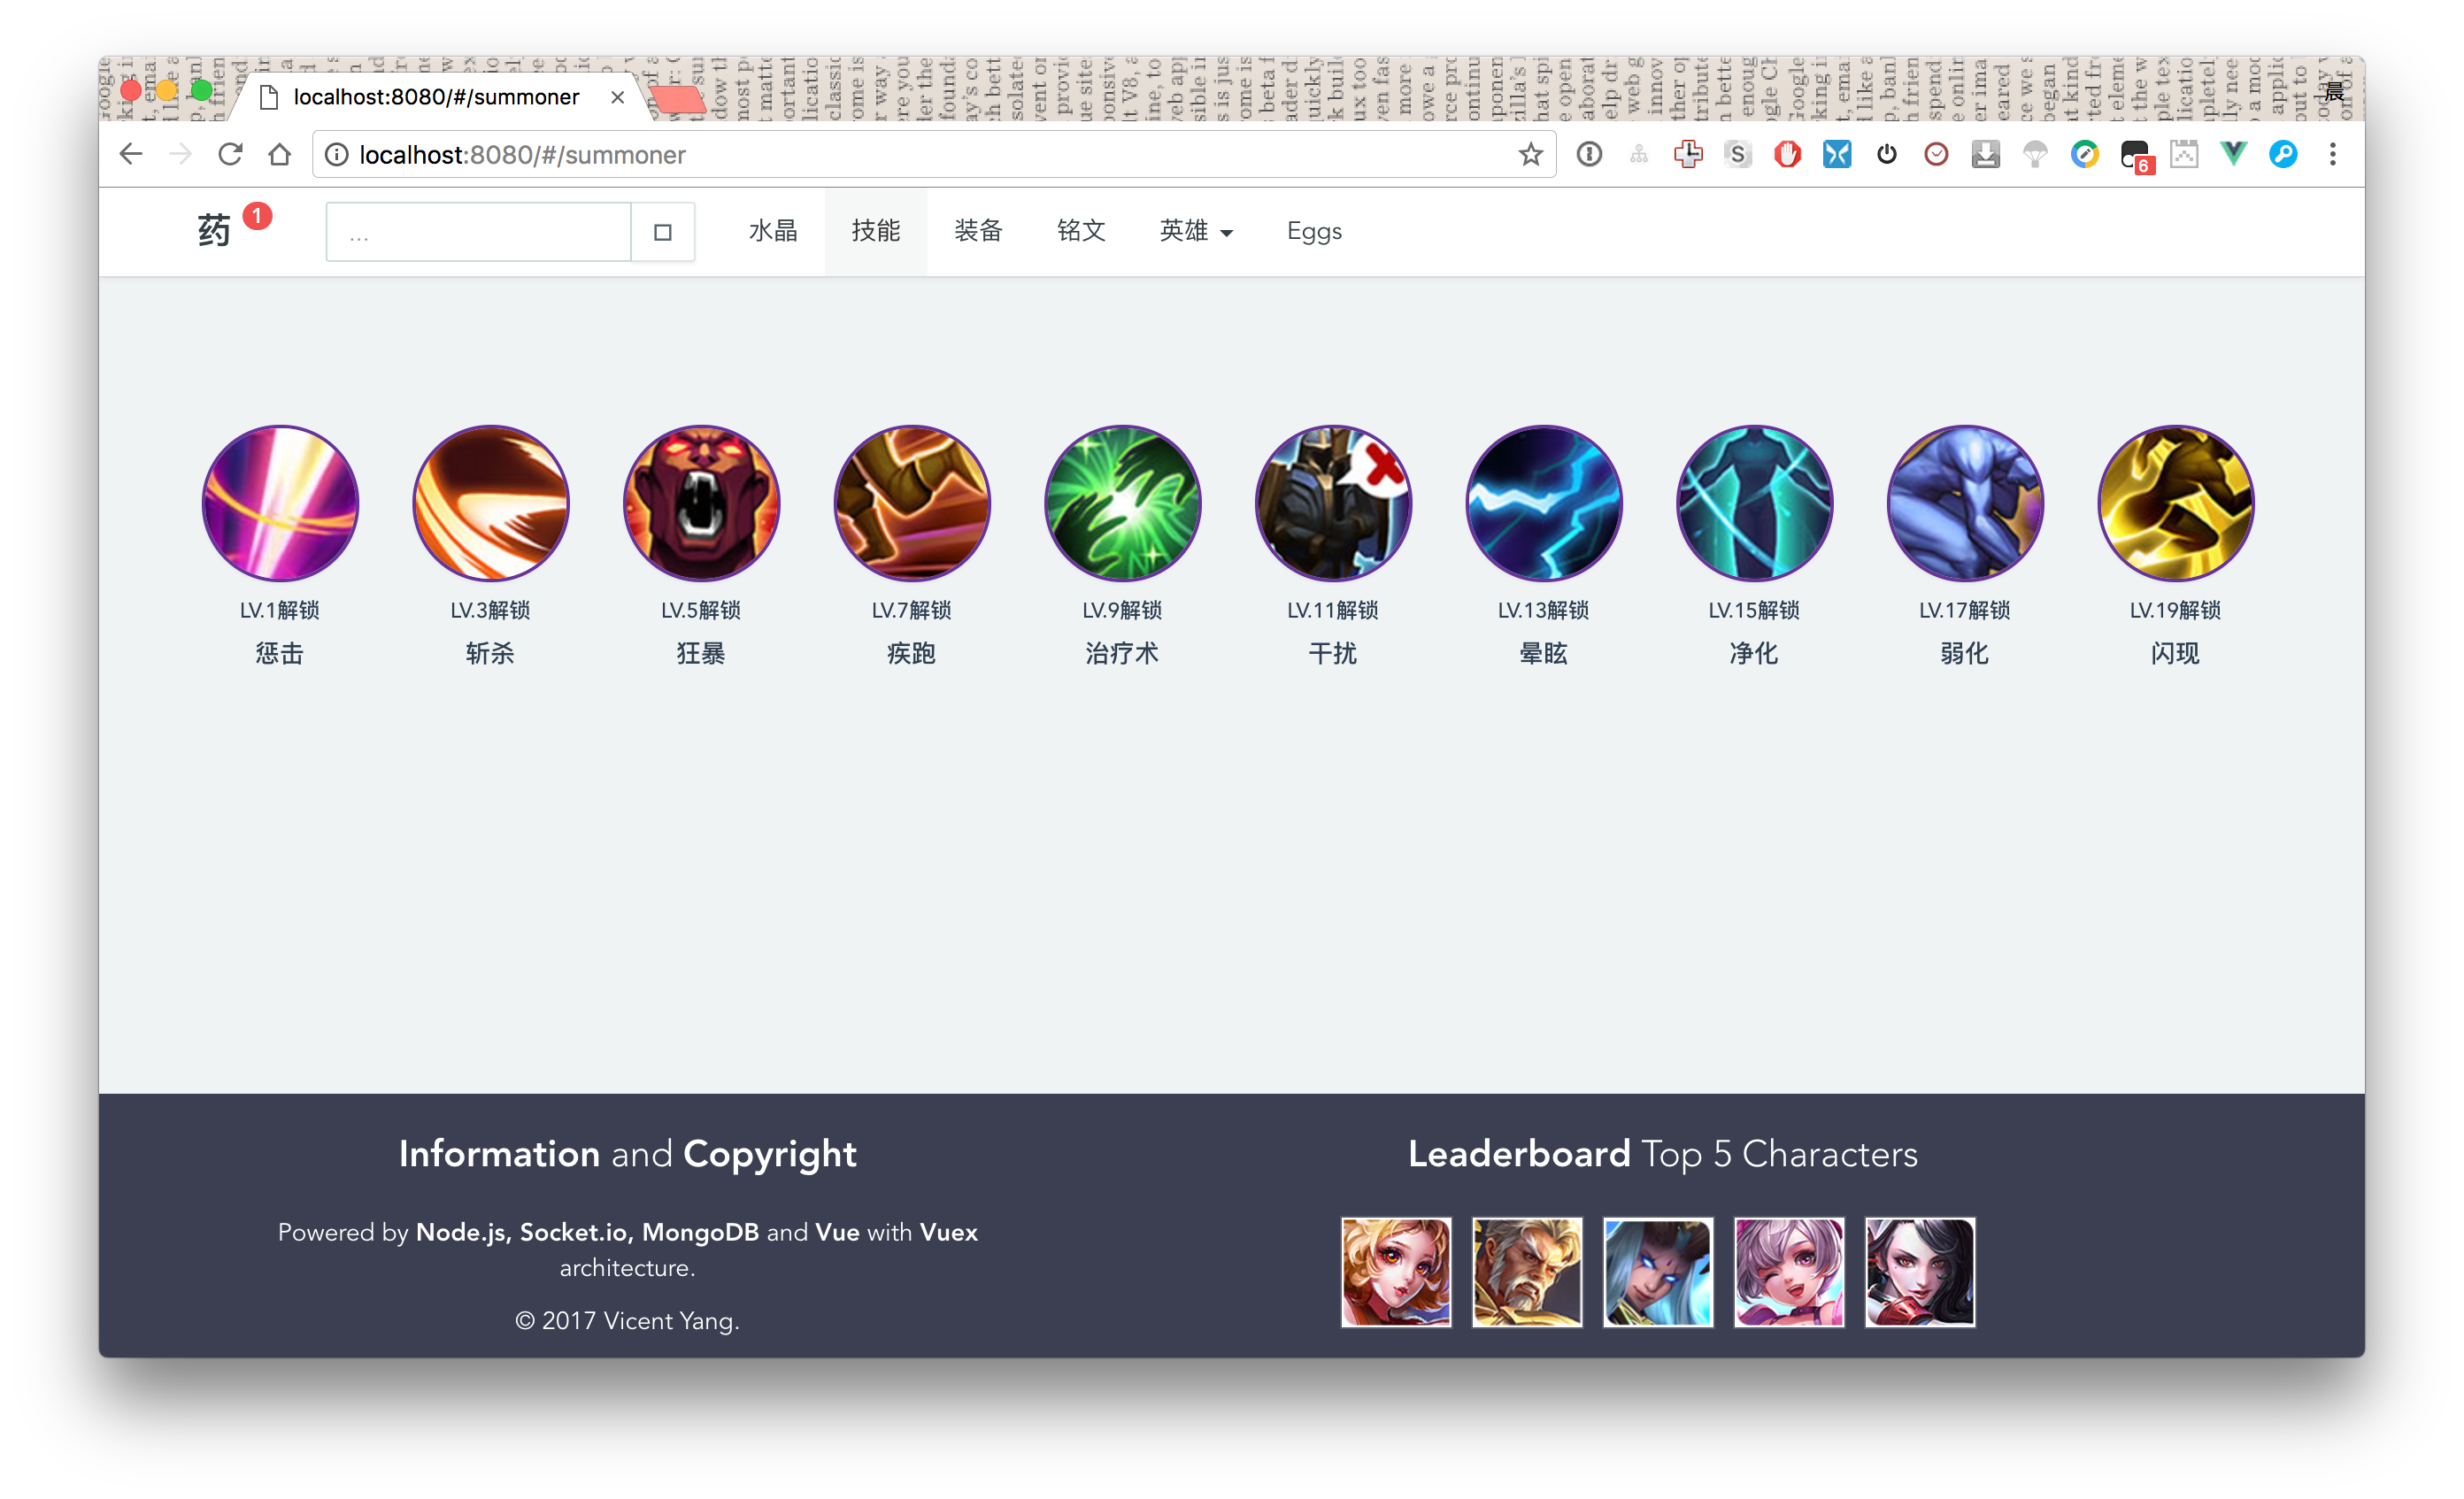 localhost:8080/#/summoner
晨
localhost:8080/#/summoner
S
6
药 1
...
水晶 技能 装备 铭文 英雄 Eggs
LV.1解锁 LV.3解锁 LV.5解锁 LV.7解锁 LV.9解锁 LV.11解锁 LV.13解锁 LV.15解锁 LV.17解锁 LV.19解锁
惩击 斩杀 狂暴 疾跑 治疗术 干扰 晕眩 净化 弱化 闪现
Information and Copyright
Powered by Node.js, Socket.io, MongoDB and Vue with Vuex
architecture.
© 2017 Vicent Yang.
Leaderboard Top 5 Characters